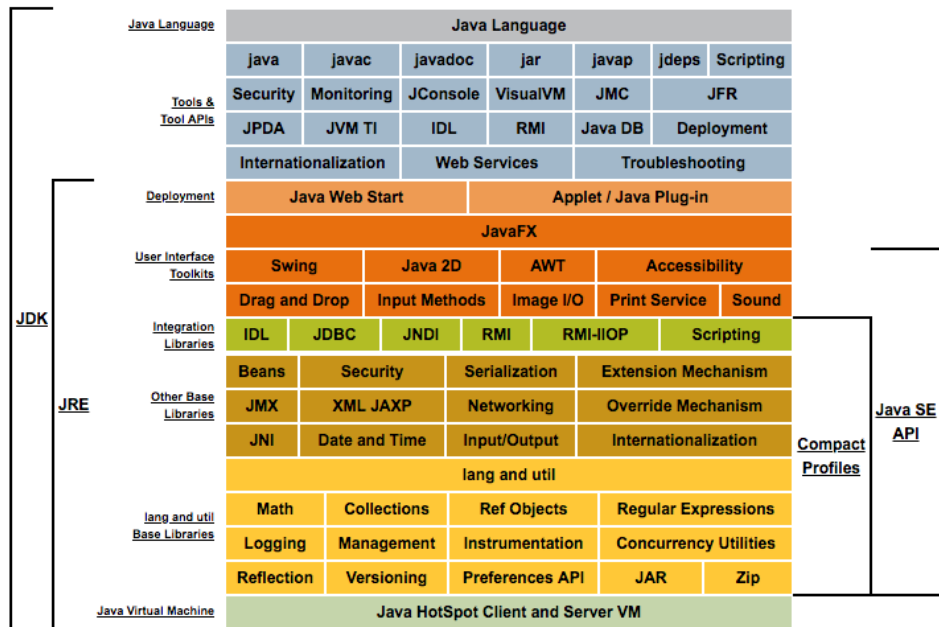 Java Language
Java Language
java javac javadoc jar javap jdeps Scripting
Security Monitoring JConsole VisualVM JMC JFR
Tools &
Tool APIs
JPDA JVM TI IDL RMI Java DB Deployment
Internationalization Web Services Troubleshooting
Deployment
Java Web Start Applet / Java Plug-in
JavaFX
User Interface
Toolkits
Swing Java 2D AWT Accessibility
Drag and Drop Input Methods Image I/O Print Service Sound
Integration
Libraries
IDL JDBC JNDI RMI RMI-IIOP Scripting
Beans Security Serialization Extension Mechanism
Other Base
Libraries
JMX XML JAXP Networking Override Mechanism
JNI Date and Time Input/Output Internationalization
lang and util
lang and util
Base Libraries
Math Collections Ref Objects Regular Expressions
Logging Management Instrumentation Concurrency Utilities
Reflection Versioning Preferences API JAR Zip
Java Virtual Machine
Java HotSpot Client and Server VM
JDK
JRE
Compact
Profiles
Java SE
API